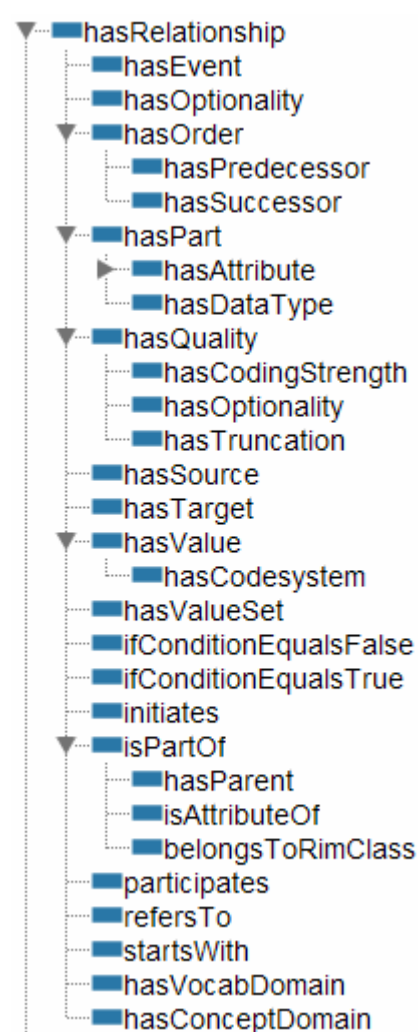 hasRelationship
hasEvent
hasOptionality
hasOrder
hasPredecessor
hasSuccessor
hasPart
hasAttribute
hasDataType
hasQuality
hasCodingStrength
hasOptionality
hasTruncation
hasSource
hasTarget
hasValue
hasCodesystem
hasValueSet
ifConditionEqualsFalse
ifConditionEqualsTrue
initiates
isPartOf
hasParent
isAttributeOf
belongsToRimClass
participates
refersTo
startsWith
hasVocabDomain
hasConceptDomain